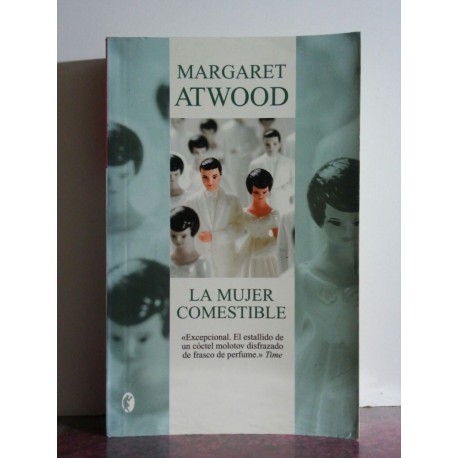 MARGARET
ATWOOD
LA MUJER
COMESTIBLE
«Excepcional. El estallido de
un cóctel molotov disfrazado
de frasco de perfume.» Time